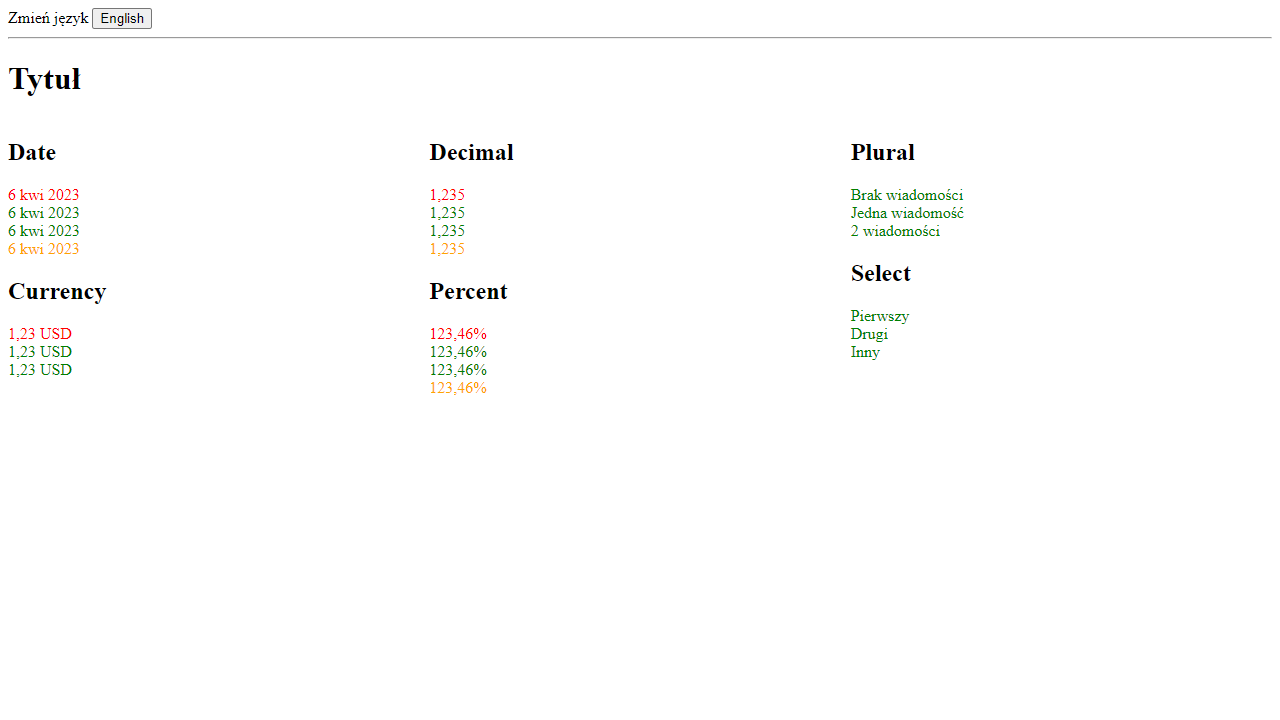 Zmień język English
Tytuł
Date
6 kwi 2023
6 kwi 2023
6 kwi 2023
6 kwi 2023
Currency
1,23 USD
1,23 USD
1,23 USD
Decimal
1,235
1,235
1,235
1,235
Percent
123,46%
123,46%
123,46%
123,46%
Plural
Brak wiadomości
Jedna wiadomość
2 wiadomości
Select
Pierwszy
Drugi
Inny